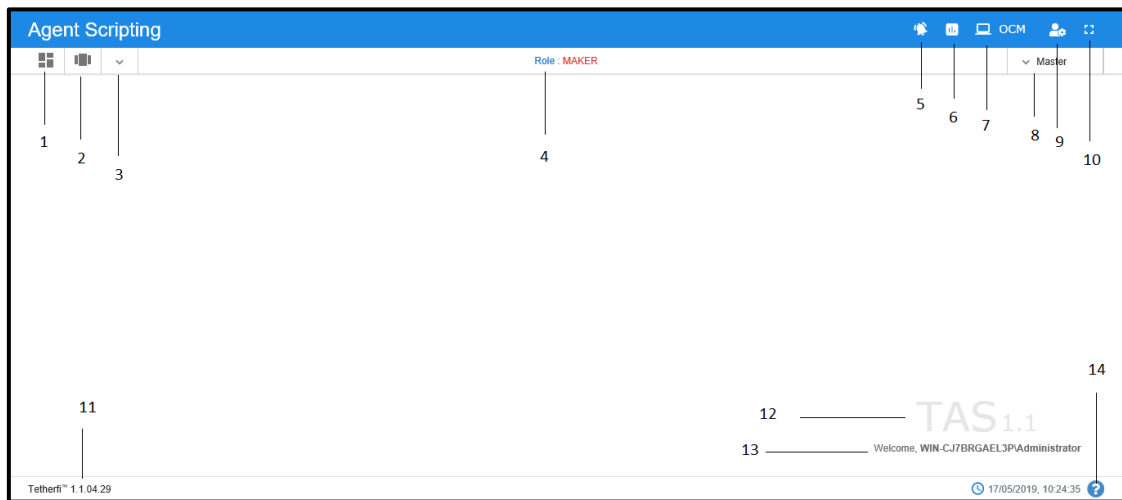 Agent Scripting
OCM
Role : MAKER
Master
1
2
3
4
5
6
7
8
9
10
11
12
13
14
TAS 1.1
Welcome, WIN-CJ7BRGAEL3P\Administrator
Tetherfi™ 1.1.04.29
17/05/2019, 10:24:35 ?